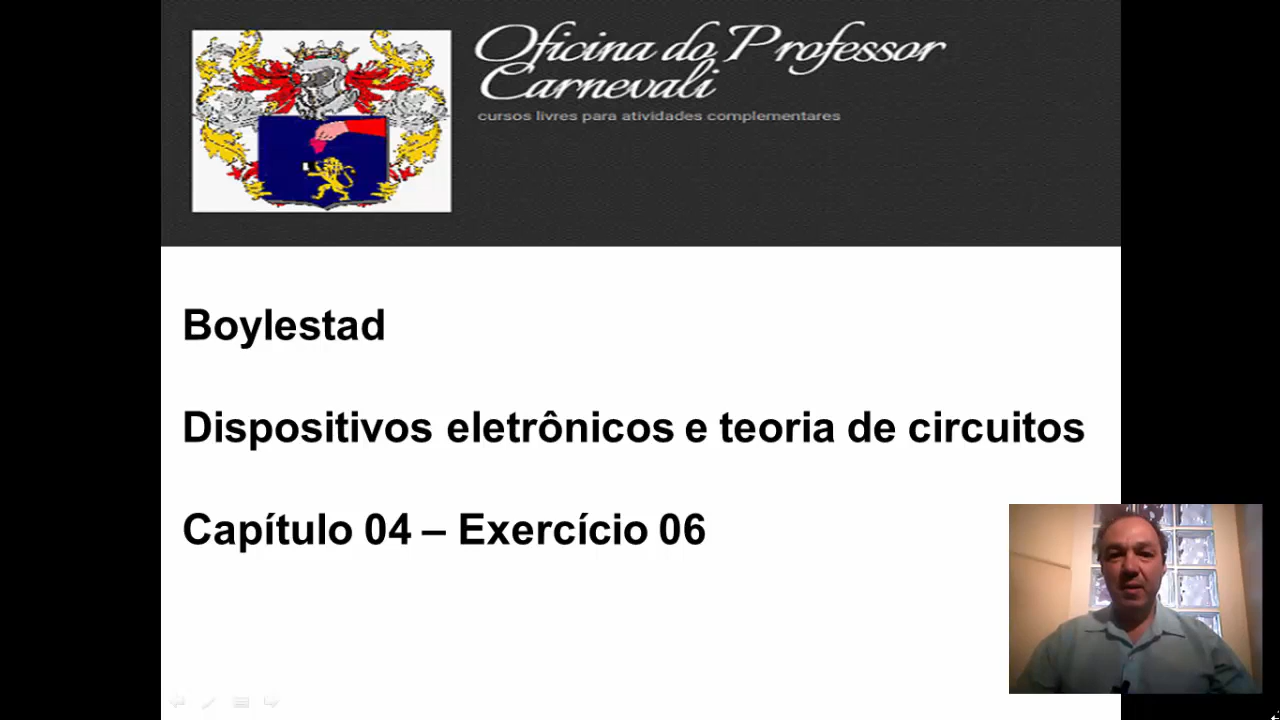 Oficina do Professor
Carnevali
cursos livres para atividades complementares
Boylestad
Dispositivos eletrônicos e teoria de circuitos
Capítulo 04 – Exercício 06